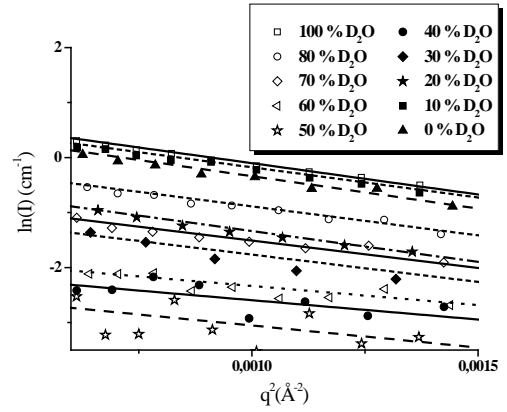 100 % D2O
80 % D2O
70 % D2O
60 % D2O
50 % D2O
40 % D2O
30 % D2O
20 % D2O
10 % D2O
0 % D2O
2
0
-2
ln(I) (cm-1)
0,0010
0,0015
q2 (Å-2)